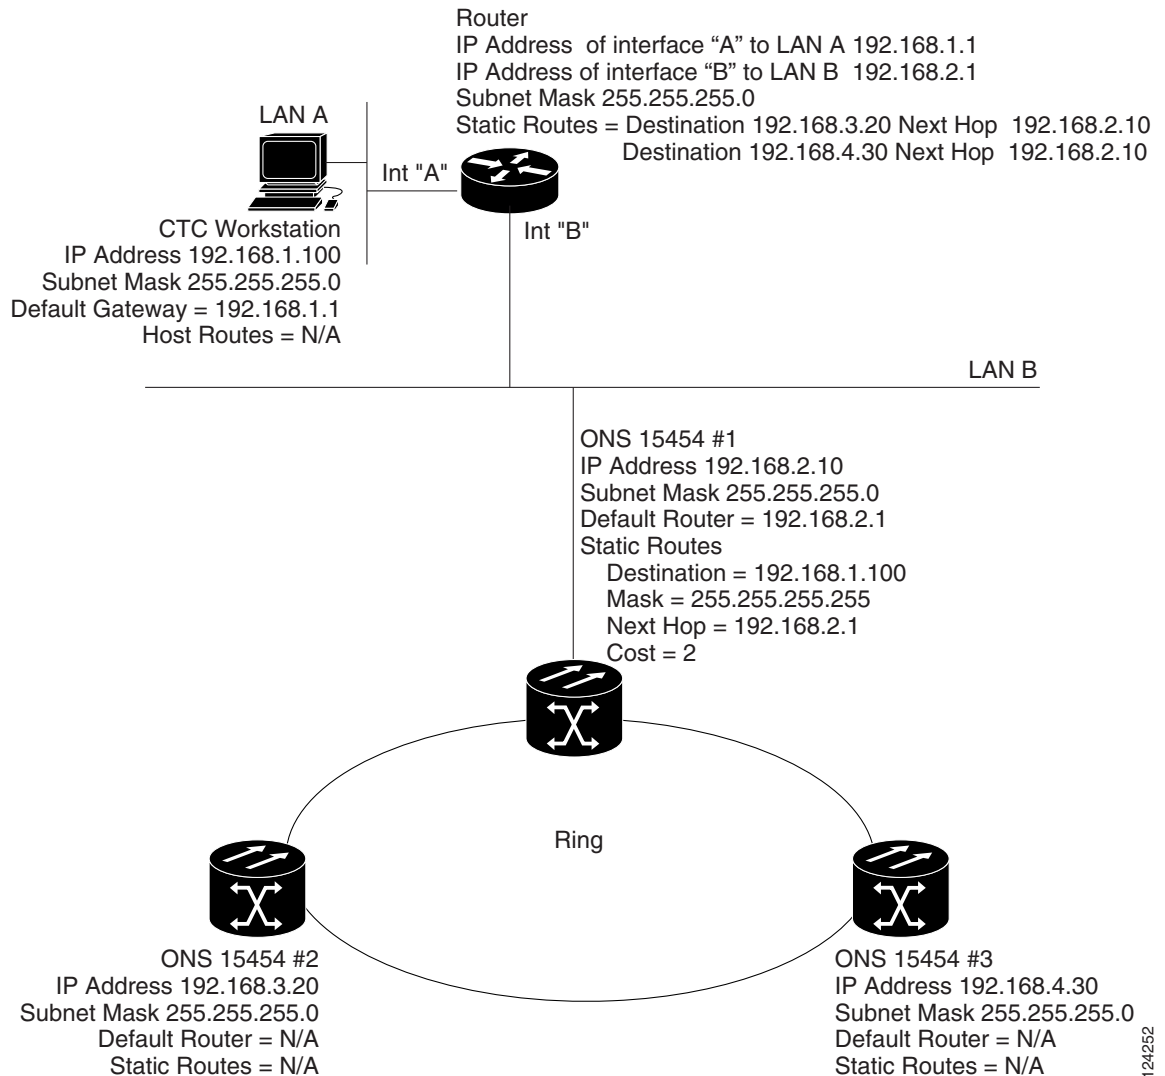 Router
IP Address of interface “A” to LAN A 192.168.1.1
IP Address of interface “B” to LAN B 192.168.2.1
Subnet Mask 255.255.255.0
Static Routes = Destination 192.168.3.20 Next Hop 192.168.2.10
Destination 192.168.4.30 Next Hop 192.168.2.10
LAN A
Int "A"
Int "B"
CTC Workstation
IP Address 192.168.1.100
Subnet Mask 255.255.255.0
Default Gateway = 192.168.1.1
Host Routes = N/A
LAN B
ONS 15454 #1
IP Address 192.168.2.10
Subnet Mask 255.255.255.0
Default Router = 192.168.2.1
Static Routes
Destination = 192.168.1.100
Mask = 255.255.255.255
Next Hop = 192.168.2.1
Cost = 2
Ring
ONS 15454 #2
IP Address 192.168.3.20
Subnet Mask 255.255.255.0
Default Router = N/A
Static Routes = N/A
ONS 15454 #3
IP Address 192.168.4.30
Subnet Mask 255.255.255.0
Default Router = N/A
Static Routes = N/A
124252